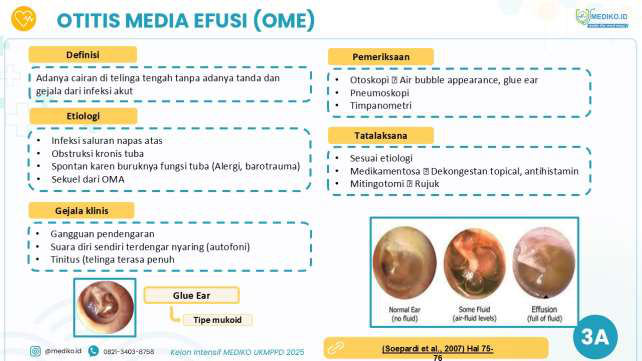 OTITIS MEDIA EFUSI (OME)
MEDIKO.ID
Definisi
Adanya cairan di telinga tengah tanpa adanya tanda dan
gejala dari infeksi akut
Etiologi
• Infeksi saluran napas atas
• Obstruksi kronis tuba
• Spontan karen buruknya fungsi tuba (Alergi, barotrauma)
• Sekuel dari OMA
Gejala klinis
• Gangguan pendengaran
• Suara diri sendiri terdengar nyaring (autofoni)
• Tinitus (telinga terasa penuh
Glue Ear
Tipe mukoid
Pemeriksaan
• Otoskopi ⍰ Air bubble appearance, glue ear
• Pneumoskopi
• Timpanometri
Tatalaksana
• Sesuai etiologi
• Medikamentosa ⍰ Dekongestan topical, antihistamin
• Mitingotomi ⍰ Rujuk
Normal Ear
(no fluid)
Some Fluid
(air-fluid levels)
Effusion
(full of fluid)
3A
@mediko.id
0821-3403-8758
Kejon Intensif MEDIKO UKMPPD 2025
(Soepardi et al., 2007) Hal 75-
76